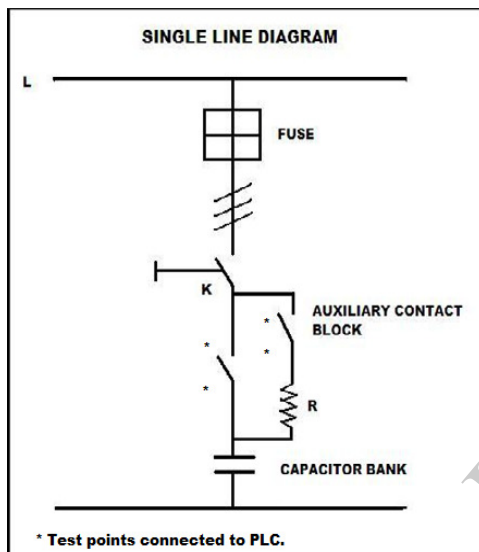 SINGLE LINE DIAGRAM
L
FUSE
K
AUXILIARY CONTACT
BLOCK
*
*
*
*
R
CAPACITOR BANK
* Test points connected to PLC.